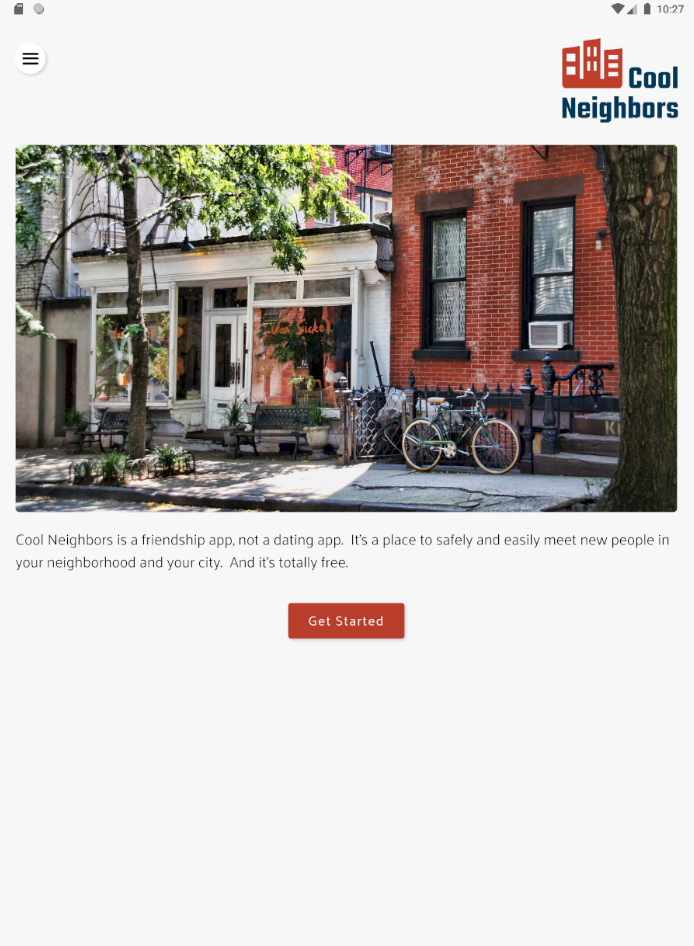 10:27
Cool
Neighbors
Van Sickle
Cool Neighbors is a friendship app, not a dating app.  It's a place to safely and easily meet new people in
your neighborhood and your city.  And it's totally free.
Get Started